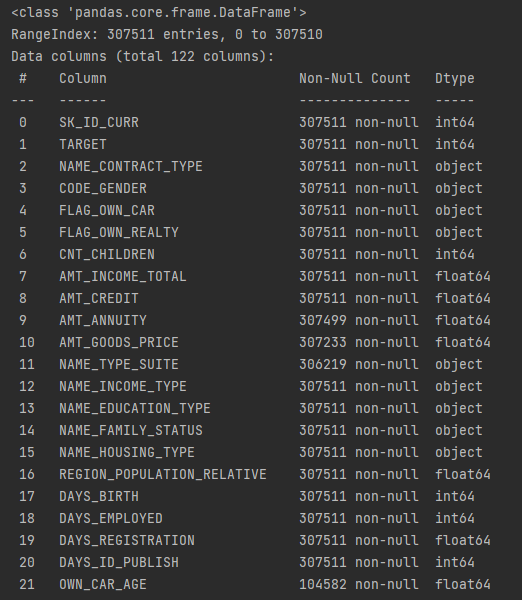 <class 'pandas.core.frame.DataFrame'>
RangeIndex: 307511 entries, 0 to 307510
Data columns (total 122 columns):
 #   Column                        Non-Null Count   Dtype
---  ------                        --------------   -----
 0   SK_ID_CURR                    307511 non-null  int64
 1   TARGET                        307511 non-null  int64
 2   NAME_CONTRACT_TYPE            307511 non-null  object
 3   CODE_GENDER                   307511 non-null  object
 4   FLAG_OWN_CAR                  307511 non-null  object
 5   FLAG_OWN_REALTY               307511 non-null  object
 6   CNT_CHILDREN                  307511 non-null  int64
 7   AMT_INCOME_TOTAL              307511 non-null  float64
 8   AMT_CREDIT                    307511 non-null  float64
 9   AMT_ANNUITY                   307499 non-null  float64
 10  AMT_GOODS_PRICE               307233 non-null  float64
 11  NAME_TYPE_SUITE               306219 non-null  object
 12  NAME_INCOME_TYPE              307511 non-null  object
 13  NAME_EDUCATION_TYPE           307511 non-null  object
 14  NAME_FAMILY_STATUS            307511 non-null  object
 15  NAME_HOUSING_TYPE             307511 non-null  object
 16  REGION_POPULATION_RELATIVE    307511 non-null  float64
 17  DAYS_BIRTH                    307511 non-null  int64
 18  DAYS_EMPLOYED                 307511 non-null  int64
 19  DAYS_REGISTRATION             307511 non-null  float64
 20  DAYS_ID_PUBLISH               307511 non-null  int64
 21  OWN_CAR_AGE                   104582 non-null  float64